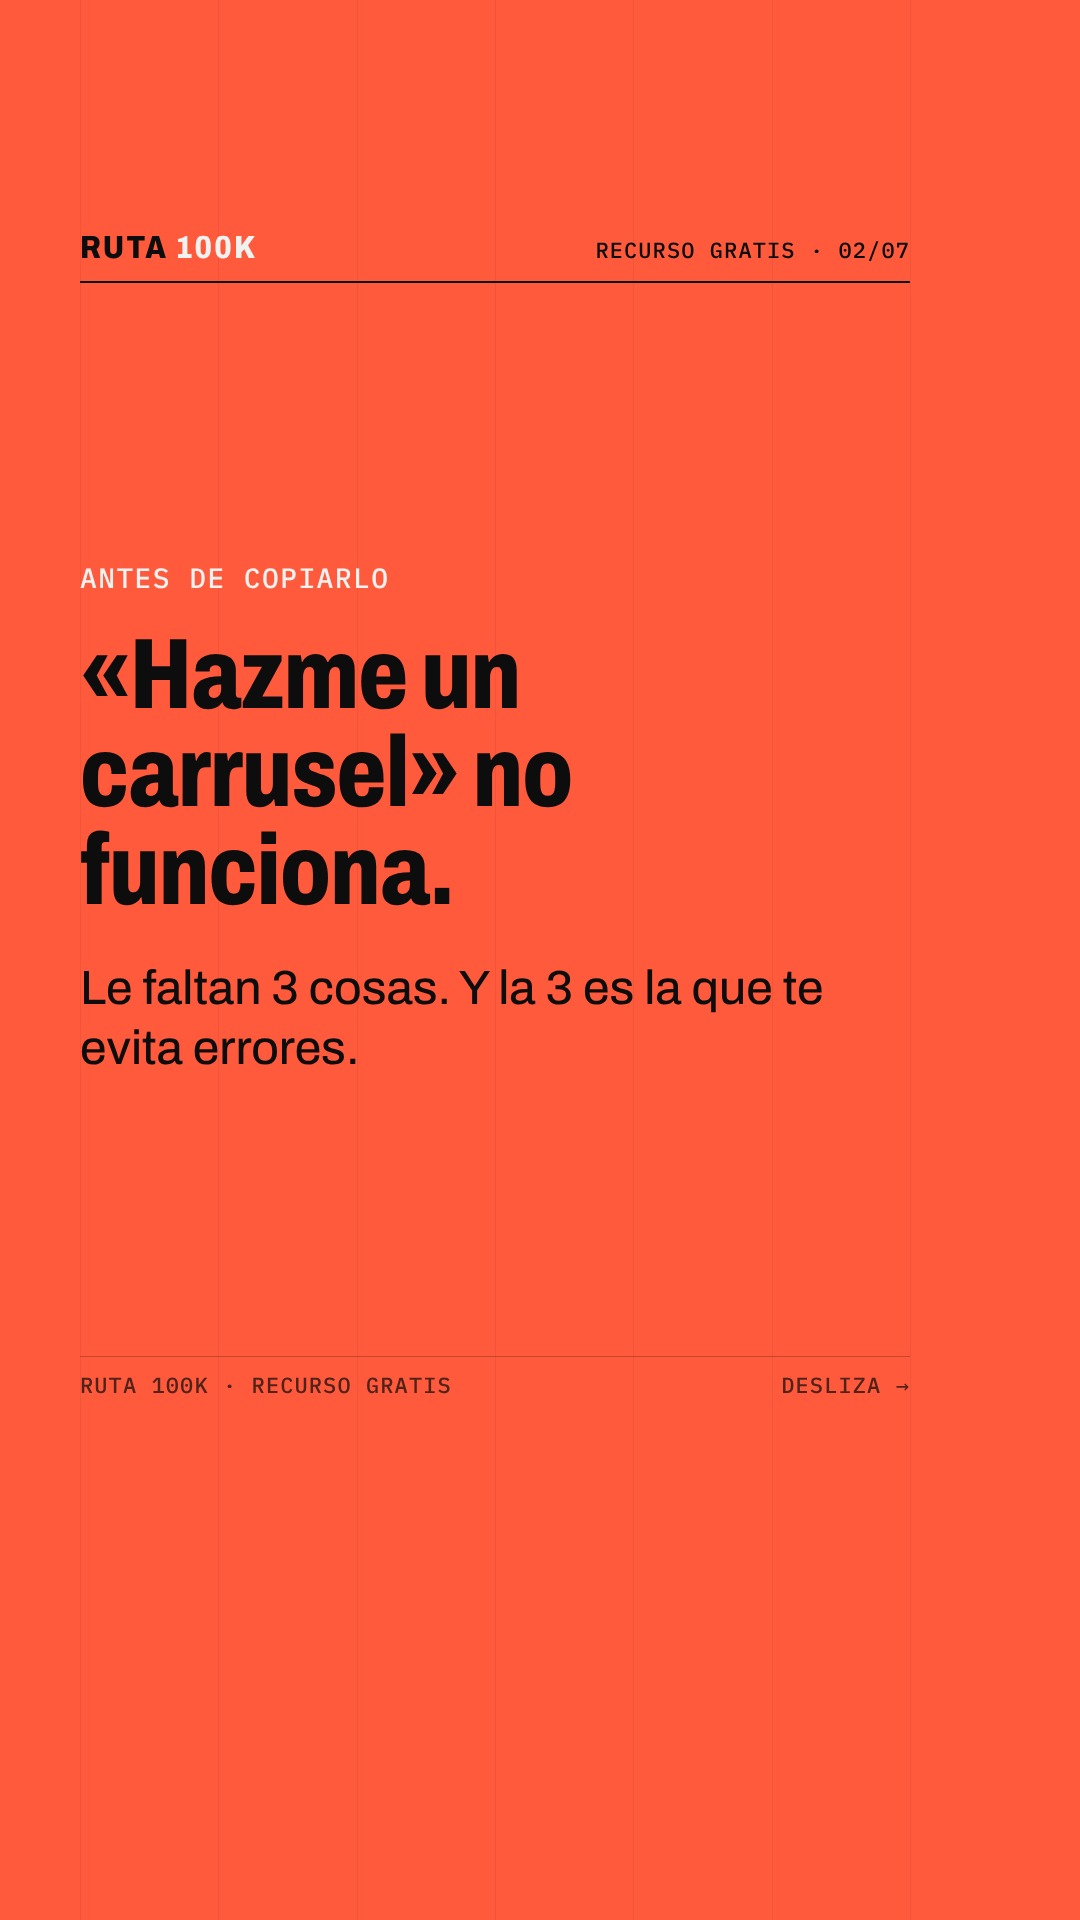 RUTA 100K
RECURSO GRATIS · 02/07
ANTES DE COPIARLO
«Hazme un
carrusel» no
funciona.
Le faltan 3 cosas. Y la 3 es la que te
evita errores.
RUTA 100K · RECURSO GRATIS
DESLIZA →